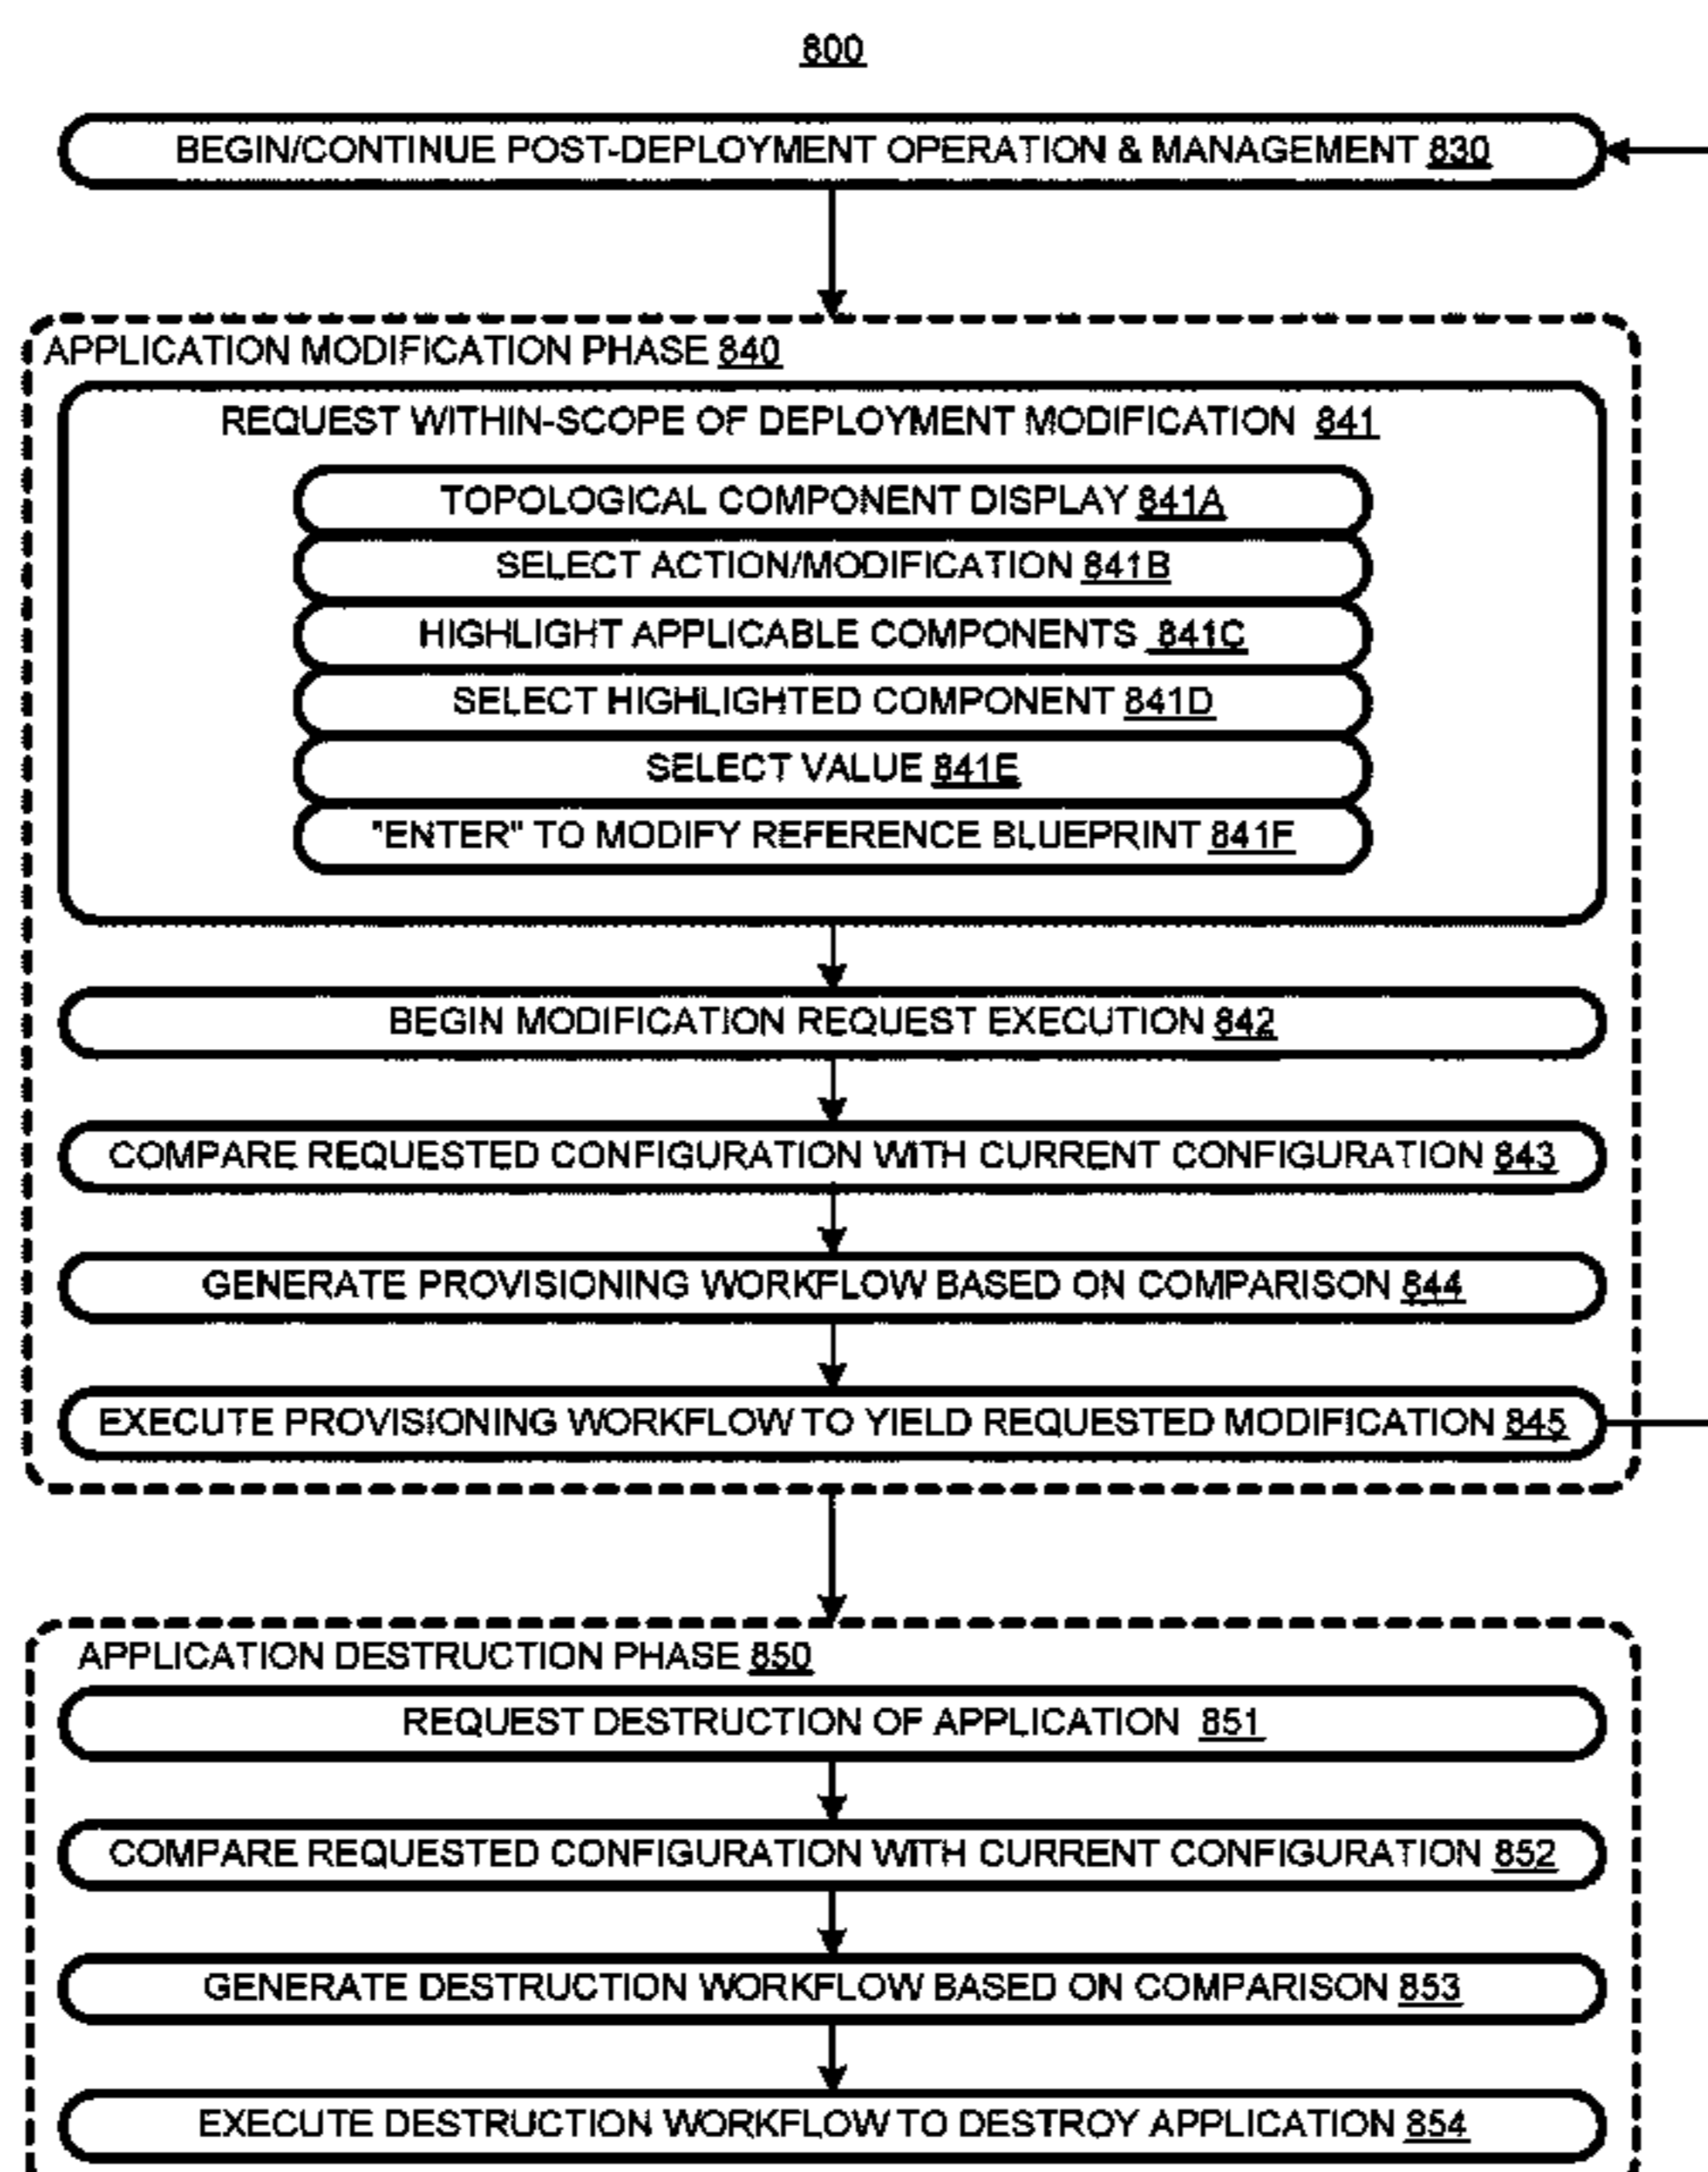 800
BEGIN/CONTINUE POST-DEPLOYMENT OPERATION & MANAGEMENT 830
APPLICATION MODIFICATION PHASE 840
REQUEST WITHIN-SCOPE OF DEPLOYMENT MODIFICATION 841
TOPOLOGICAL COMPONENT DISPLAY 841A
SELECT ACTION/MODIFICATION 841B
HIGHLIGHT APPLICABLE COMPONENTS 841C
SELECT HIGHLIGHTED COMPONENT 841D
SELECT VALUE 841E
"ENTER" TO MODIFY REFERENCE BLUEPRINT 841F
BEGIN MODIFICATION REQUEST EXECUTION 842
COMPARE REQUESTED CONFIGURATION WITH CURRENT CONFIGURATION 843
GENERATE PROVISIONING WORKFLOW BASED ON COMPARISON 844
EXECUTE PROVISIONING WORKFLOW TO YIELD REQUESTED MODIFICATION 845
APPLICATION DESTRUCTION PHASE 850
REQUEST DESTRUCTION OF APPLICATION 851
COMPARE REQUESTED CONFIGURATION WITH CURRENT CONFIGURATION 852
GENERATE DESTRUCTION WORKFLOW BASED ON COMPARISON 853
EXECUTE DESTRUCTION WORKFLOW TO DESTROY APPLICATION 854